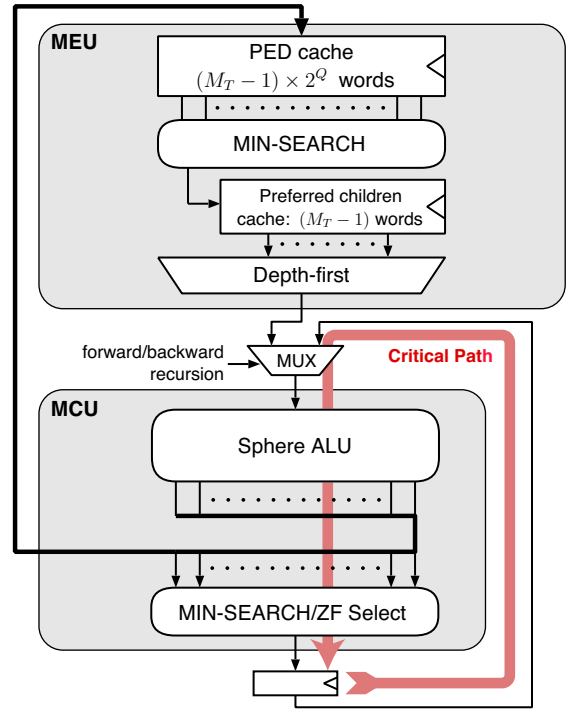 MEU
PED cache
$(M_T - 1) \times 2^Q$ words
MIN-SEARCH
Preferred children
cache: $(M_T - 1)$ words
Depth-first
forward/backward
recursion
MUX
Critical Path
MCU
Sphere ALU
MIN-SEARCH/ZF Select